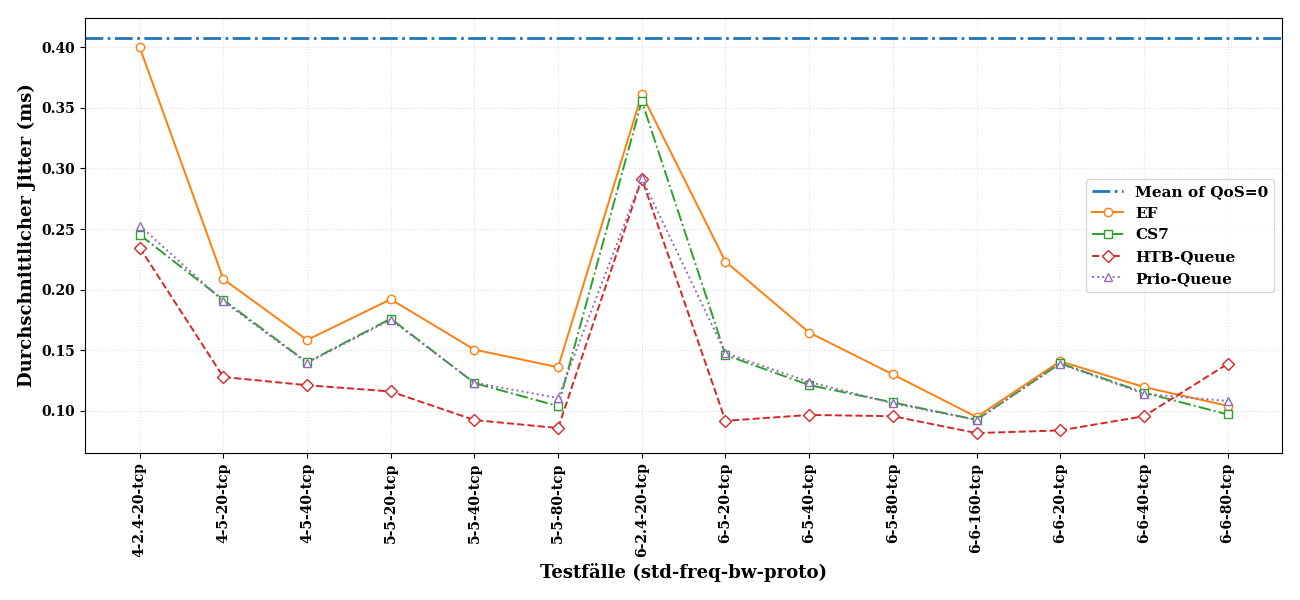 Durchschnittlicher Jitter (ms)
0.40
0.35
0.30
0.25
0.20
0.15
0.10
Mean of QoS=0
EF
CS7
HTB-Queue
Prio-Queue
4-2.4-20-tcp
4-5-20-tcp
4-5-40-tcp
5-5-20-tcp
5-5-40-tcp
5-5-80-tcp
6-2.4-20-tcp
6-5-20-tcp
6-5-40-tcp
6-5-80-tcp
6-6-160-tcp
6-6-20-tcp
6-6-40-tcp
6-6-80-tcp
Testfälle (std-freq-bw-proto)